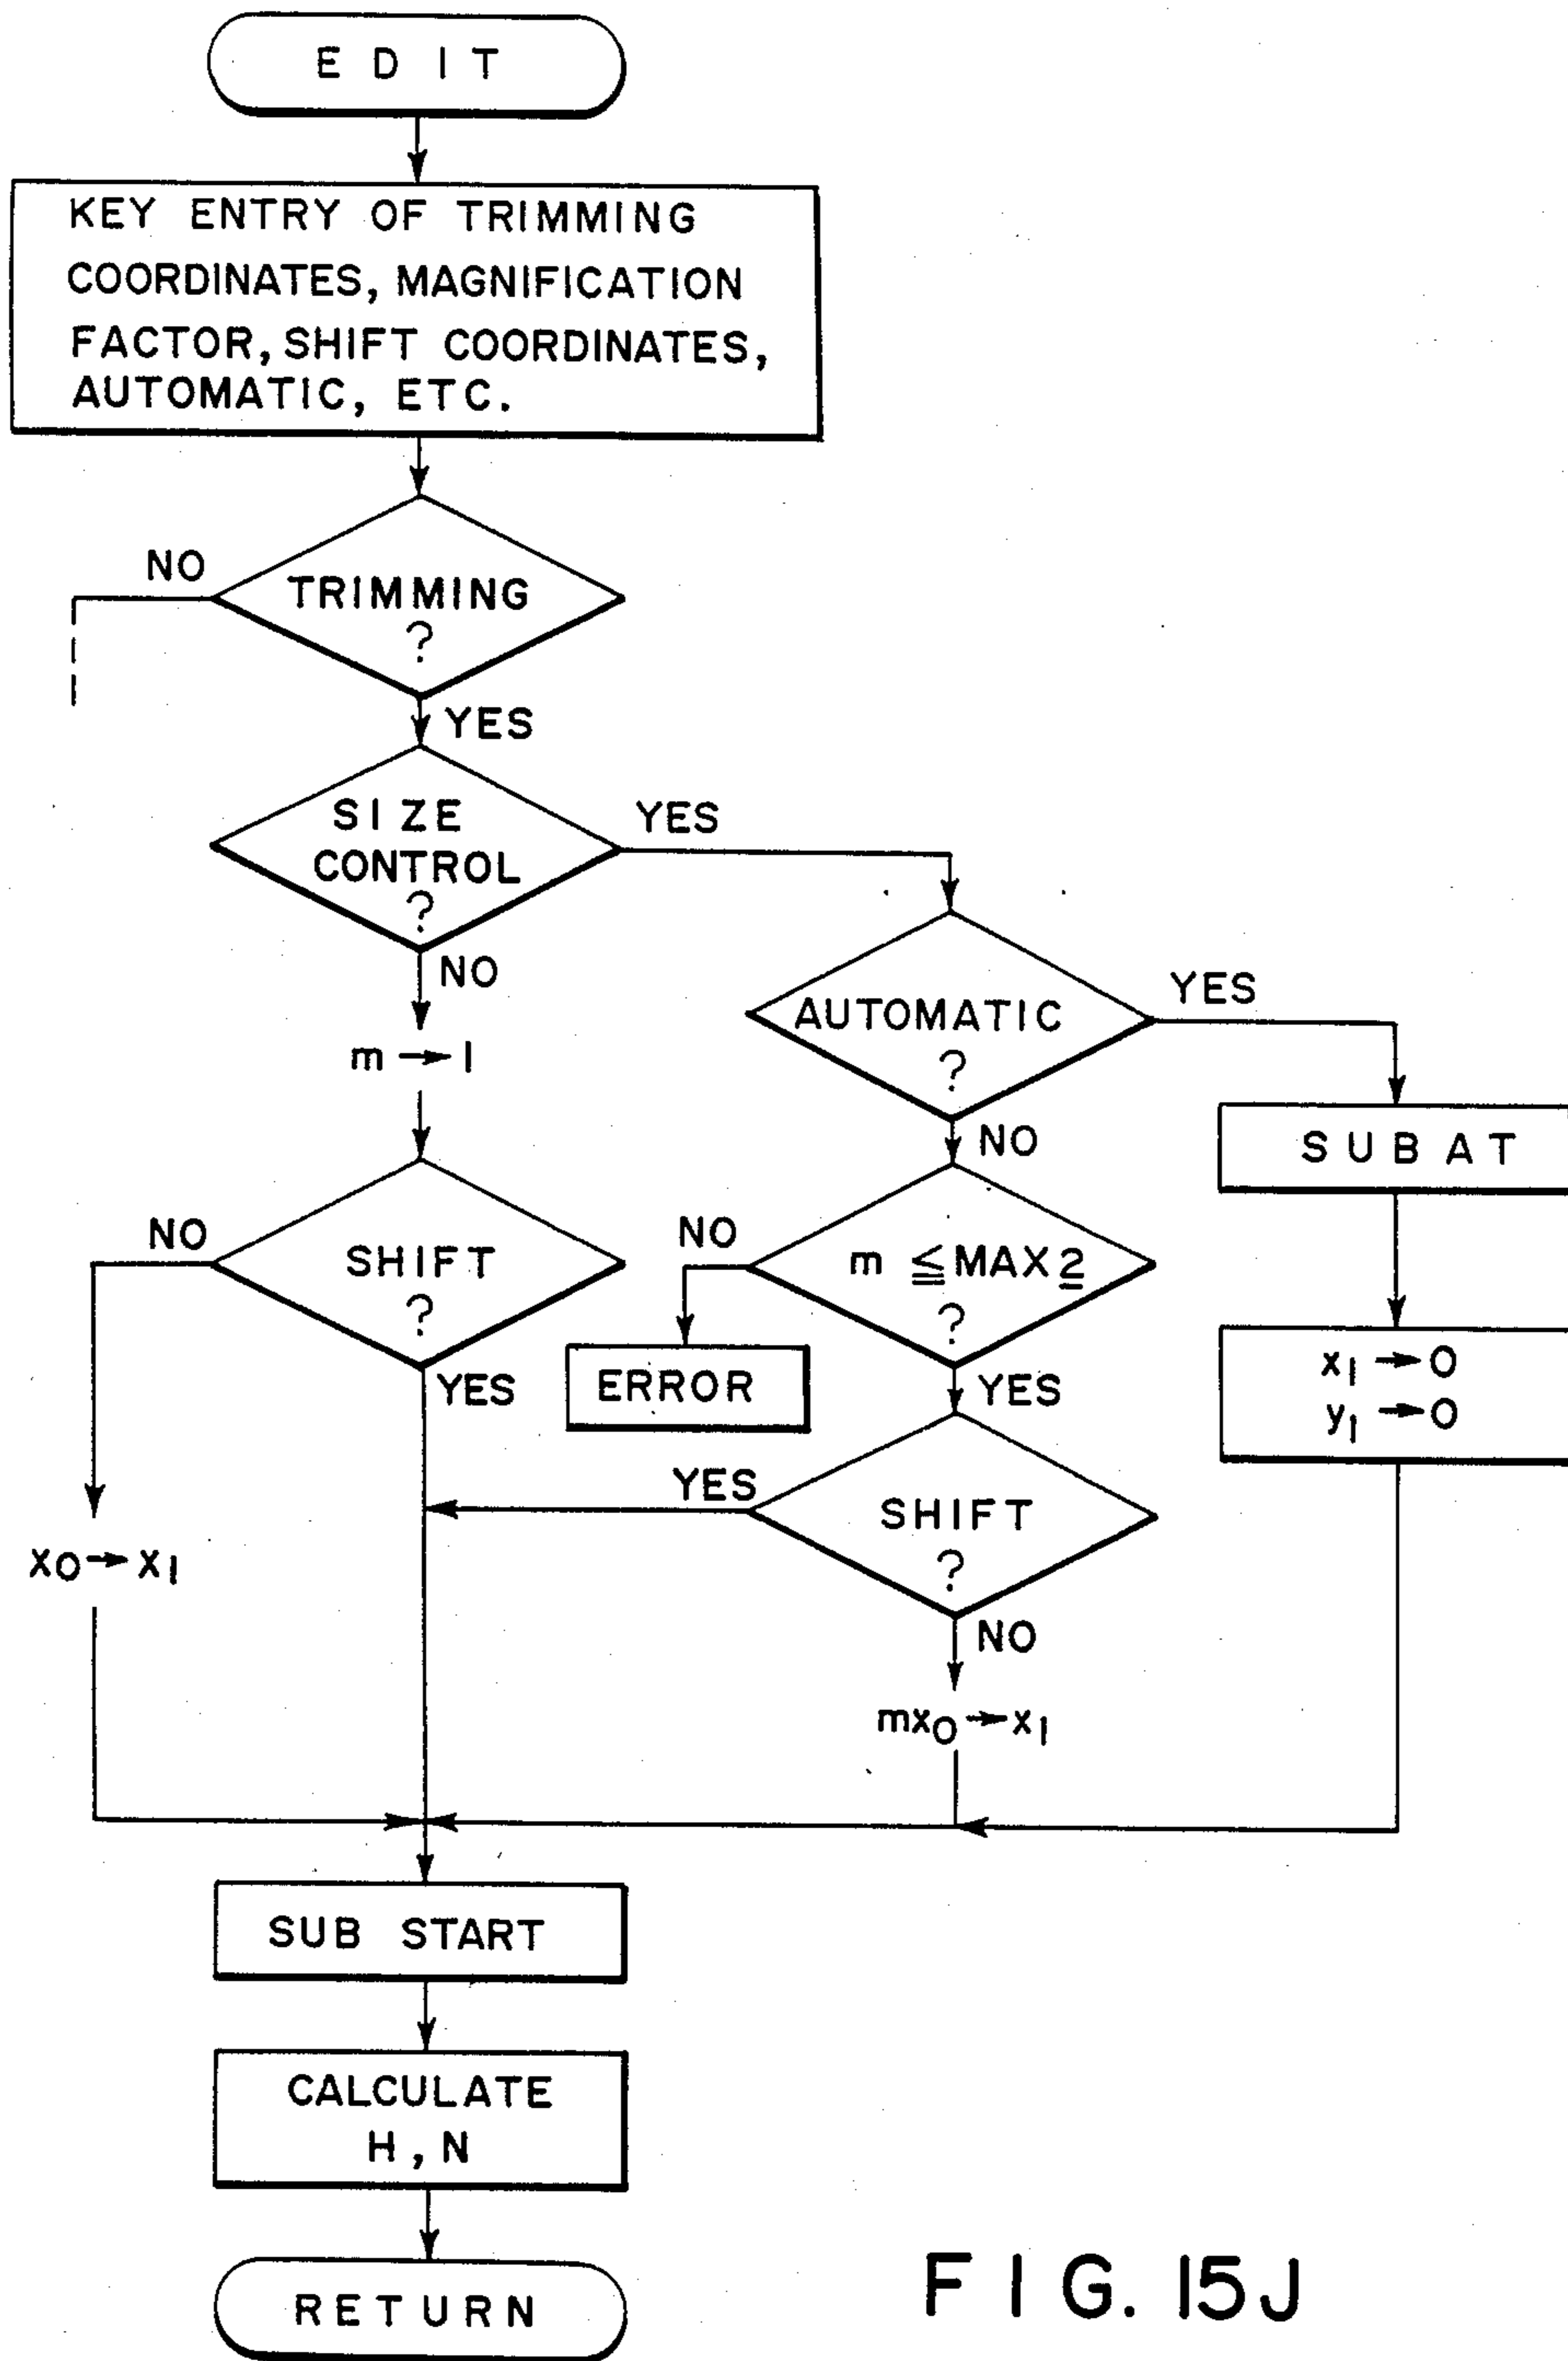 EDIT
KEY ENTRY OF TRIMMING
COORDINATES, MAGNIFICATION
FACTOR, SHIFT COORDINATES,
AUTOMATIC, ETC.
NO
TRIMMING
?
YES
SIZE
CONTROL
?
YES
NO
m → 1
AUTOMATIC
?
YES
NO
SUB AT
NO
SHIFT
?
YES
NO
m ≦ MAX 2
?
YES
ERROR
x1 → 0
y1 → 0
YES
SHIFT
?
NO
x0 → x1
mx0 → x1
SUB START
CALCULATE
H, N
RETURN
FIG. 15J